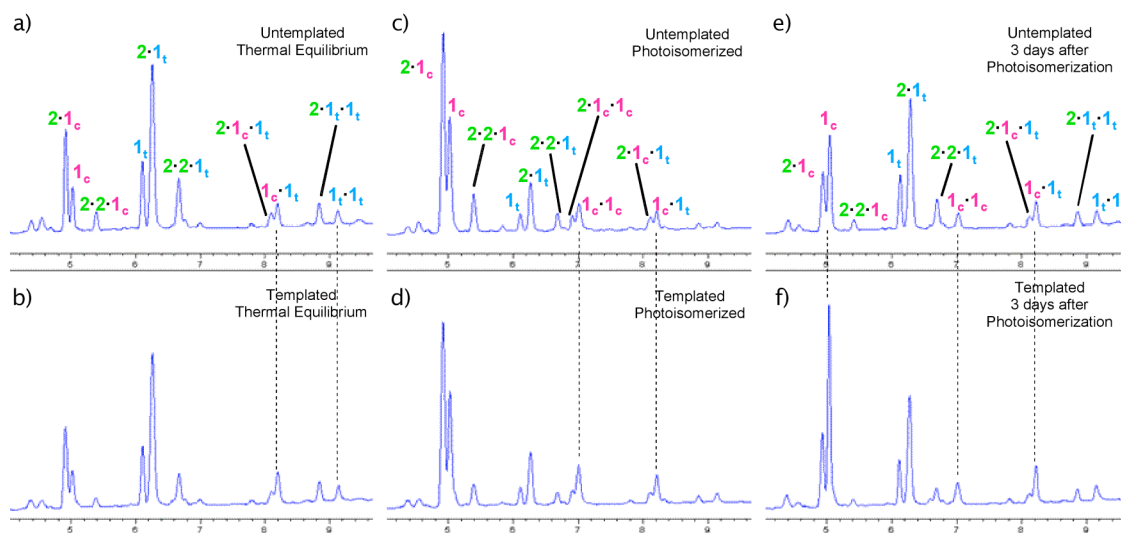 a)
Untemplated
Thermal Equilibrium
2·1t
2·1c
1c
2·2·1c
1t
2·2·1t
2·1c·1t
1c·1t
2·1t·1t
1t·1t
5 6 7 8 9
b)
Templated
Thermal Equilibrium
5 6 7 8 9
c)
Untemplated
Photoisomerized
2·1c
1c
2·2·1c
1t
2·1t
2·2·1t
2·1c·1c
1c·1c
2·1c·1t
1c·1t
5 6 7 8 9
d)
Templated
Photoisomerized
5 6 7 8 9
e)
Untemplated
3 days after
Photoisomerization
2·1c
1c
2·2·1c
1t
2·1t
2·2·1t
1c·1c
2·1c·1t
1c·1t
2·1t·1t
1t·1t
5 6 7 8 9
f)
Templated
3 days after
Photoisomerization
5 6 7 8 9